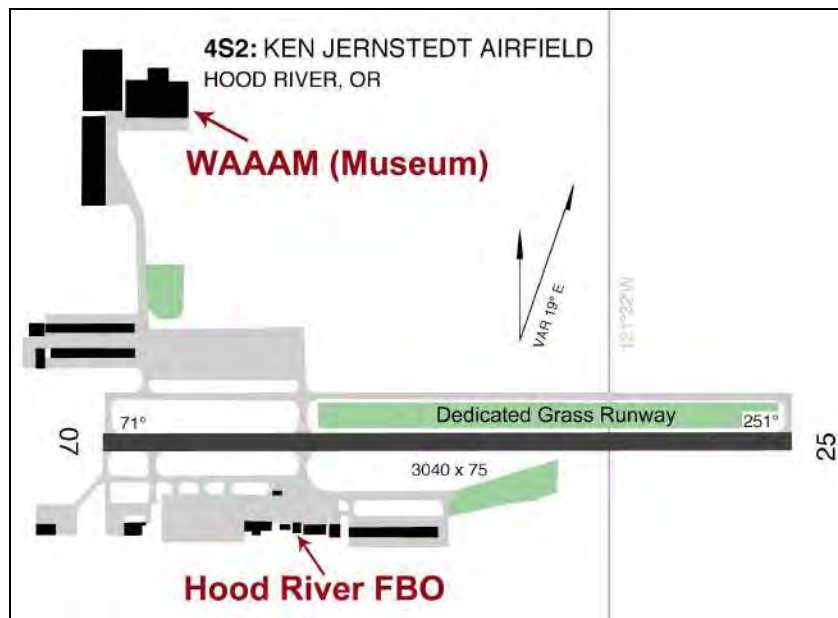 4S2: KEN JERNSTEDT AIRFIELD
HOOD RIVER, OR
WAAAM (Museum)
VAR 19° E
121°32'W
Dedicated Grass Runway
71°
251°
07
25
3040 x 75
Hood River FBO